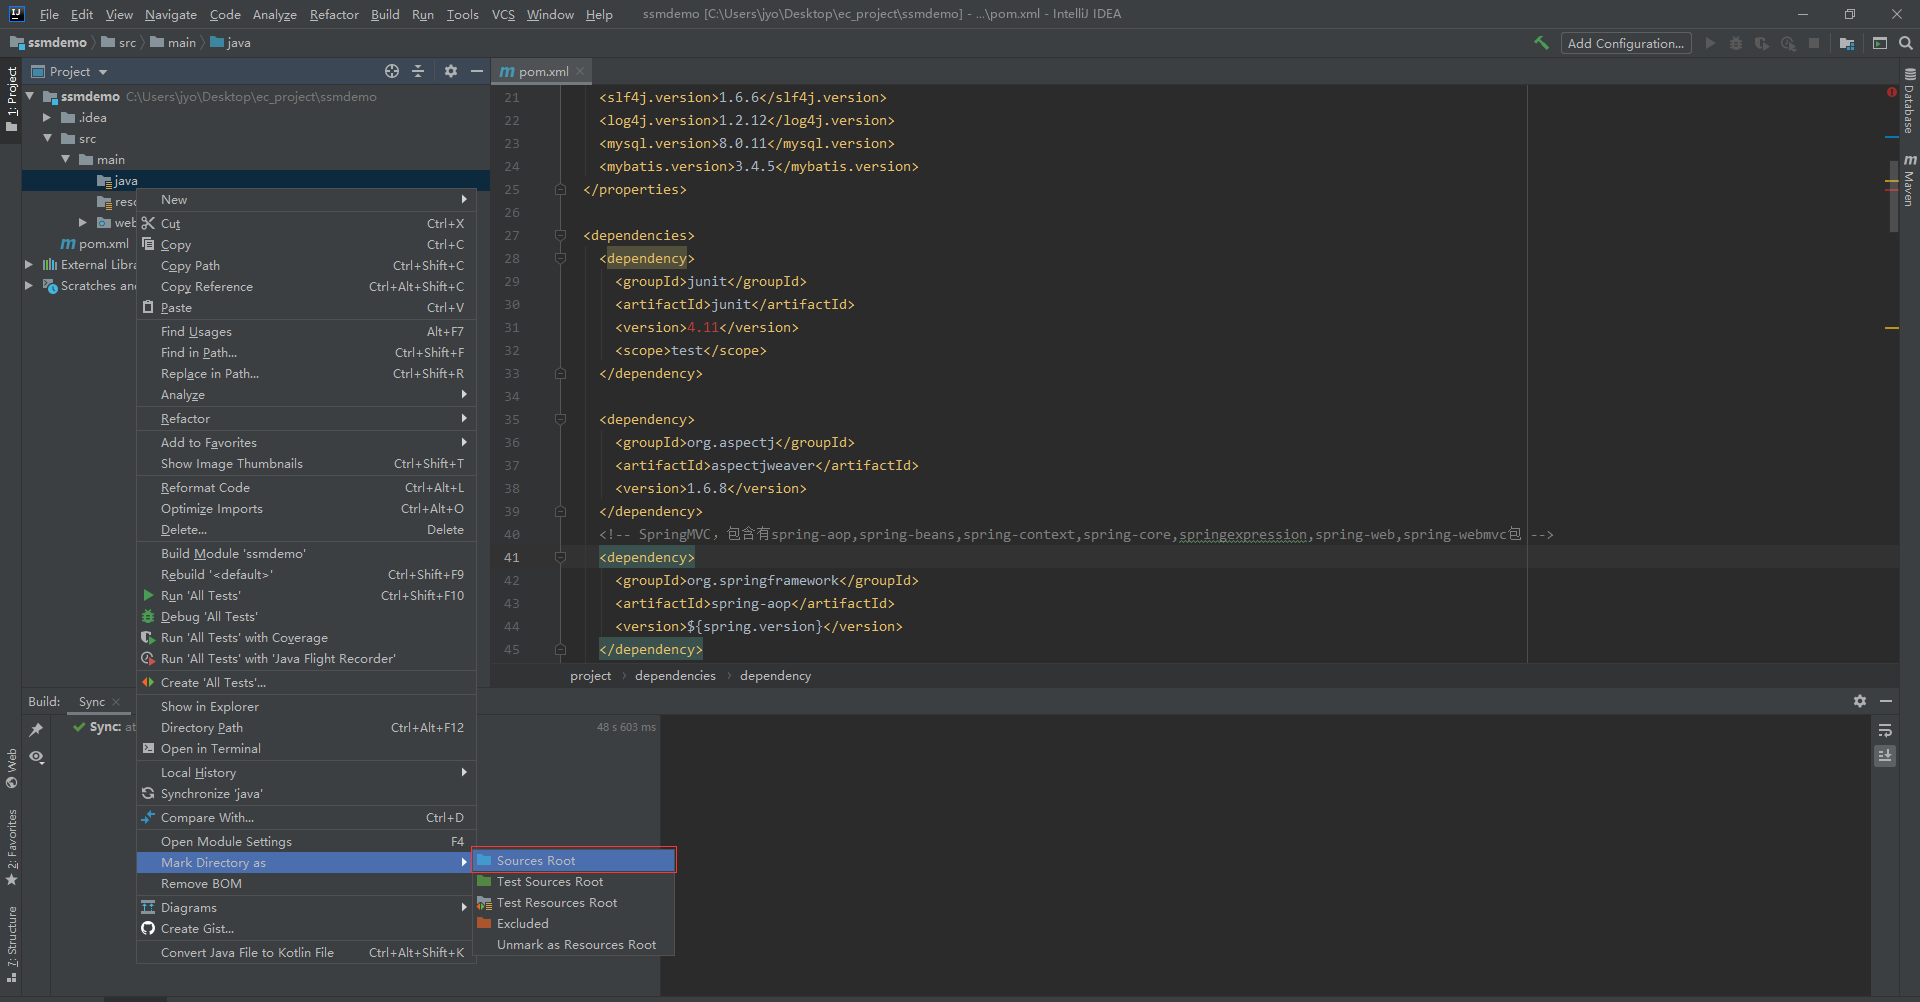 File Edit View Navigate Code Analyze Refactor Build Run Tools VCS Window Help ssmdemo [C:\Users\jyo\Desktop\ec_project\ssmdemo] - ...\pom.xml - IntelliJ IDEA
ssmdemo src main java Add Configuration...
Project
pom.xml
1: Project
ssmdemo C:\Users\jyo\Desktop\ec_project\ssmdemo
.idea
src
main
java
resc
web
pom.xml
External Libra
Scratches and
New
Cut Ctrl+X
Copy Ctrl+C
Copy Path Ctrl+Shift+C
Copy Reference Ctrl+Alt+Shift+C
Paste Ctrl+V
Find Usages Alt+F7
Find in Path... Ctrl+Shift+F
Replace in Path... Ctrl+Shift+R
Analyze
Refactor
Add to Favorites
Show Image Thumbnails Ctrl+Shift+T
Reformat Code Ctrl+Alt+L
Optimize Imports Ctrl+Alt+O
Delete... Delete
Build Module 'ssmdemo'
Rebuild '<default>' Ctrl+Shift+F9
Run 'All Tests' Ctrl+Shift+F10
Debug 'All Tests'
Run 'All Tests' with Coverage
Run 'All Tests' with 'Java Flight Recorder'
Create 'All Tests'...
Show in Explorer
Directory Path Ctrl+Alt+F12
Open in Terminal
Local History
Synchronize 'java'
Compare With... Ctrl+D
Open Module Settings F4
Mark Directory as
Remove BOM
Diagrams
Create Gist...
Convert Java File to Kotlin File Ctrl+Alt+Shift+K
Sources Root
Test Sources Root
Test Resources Root
Excluded
Unmark as Resources Root
21 <slf4j.version>1.6.6</slf4j.version>
22 <log4j.version>1.2.12</log4j.version>
23 <mysql.version>8.0.11</mysql.version>
24 <mybatis.version>3.4.5</mybatis.version>
25 </properties>
26
27 <dependencies>
28 <dependency>
29 <groupId>junit</groupId>
30 <artifactId>junit</artifactId>
31 <version>4.11</version>
32 <scope>test</scope>
33 </dependency>
34
35 <dependency>
36 <groupId>org.aspectj</groupId>
37 <artifactId>aspectjweaver</artifactId>
38 <version>1.6.8</version>
39 </dependency>
40 <!-- SpringMVC，包含有spring-aop,spring-beans,spring-context,spring-core,springexpression,spring-web,spring-webmvc包 -->
41 <dependency>
42 <groupId>org.springframework</groupId>
43 <artifactId>spring-aop</artifactId>
44 <version>${spring.version}</version>
45 </dependency>
project dependencies dependency
Build: Sync
Sync: at 48 s 603 ms
Web
2: Favorites
7: Structure
Database
Maven